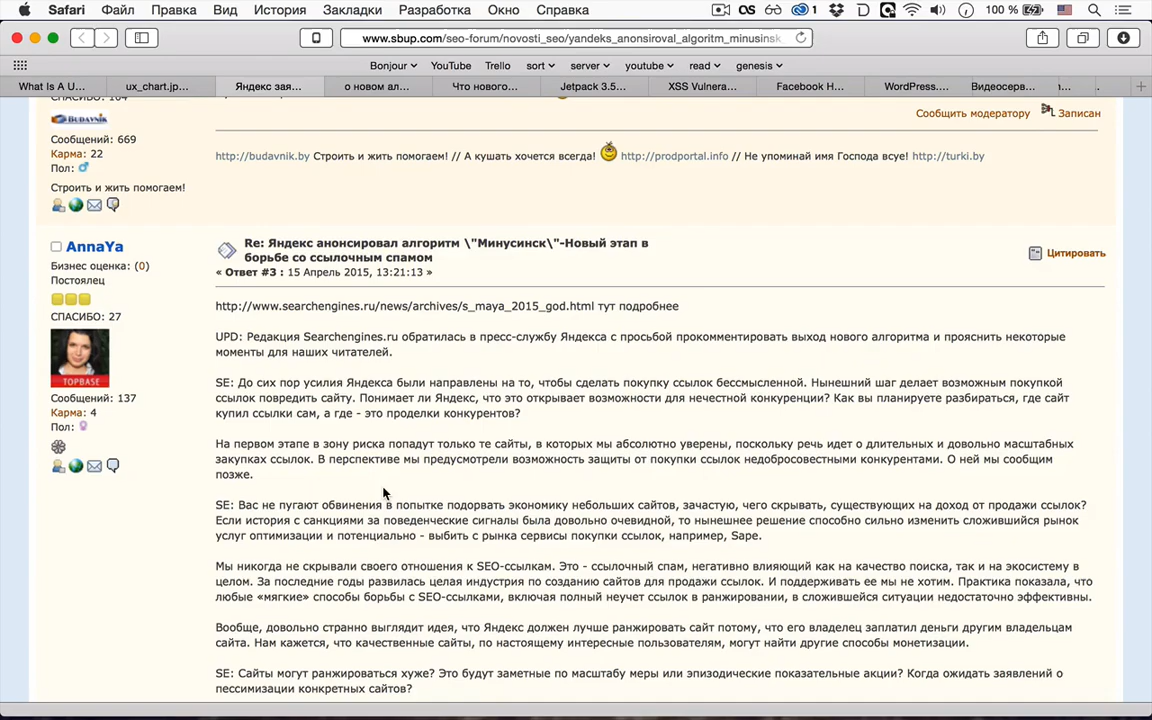 Safari Файл Правка Вид История Закладки Разработка Окно Справка 1 100 %
www.sbup.com/seo-forum/novosti_seo/yandeks_anonsiroval_algoritm_minusinsk
Bonjour YouTube Trello sort server youtube read genesis
What Is A U... ux_chart.jp... Яндекс зая... о новом ал... Что нового... Jetpack 3.5... XSS Vulnera... Facebook H... WordPress.... Видеосерв...
СПАСИБО: 164
Сообщить модератору Записан
BUDAVNIK
Сообщений: 669
Карма: 22
Пол:
http://budavnik.by Строить и жить помогаем! // А кушать хочется всегда! http://prodportal.info // Не упоминай имя Господа всуе! http://turki.by
Строить и жить помогаем!
AnnaYa
Re: Яндекс анонсировал алгоритм \"Минусинск\"-Новый этап в
борьбе со ссылочным спамом
« Ответ #3 : 15 Апрель 2015, 13:21:13 »
Цитировать
Бизнес оценка: (0)
Постоялец
СПАСИБО: 27
TOPBASE
Сообщений: 137
Карма: 4
Пол:
http://www.searchengines.ru/news/archives/s_maya_2015_god.html тут подробнее
UPD: Редакция Searchengines.ru обратилась в пресс-службу Яндекса с просьбой прокомментировать выход нового алгоритма и прояснить некоторые
моменты для наших читателей.
SE: До сих пор усилия Яндекса были направлены на то, чтобы сделать покупку ссылок бессмысленной. Нынешний шаг делает возможным покупкой
ссылок повредить сайту. Понимает ли Яндекс, что это открывает возможности для нечестной конкуренции? Как вы планируете разбираться, где сайт
купил ссылки сам, а где - это проделки конкурентов?
На первом этапе в зону риска попадут только те сайты, в которых мы абсолютно уверены, поскольку речь идет о длительных и довольно масштабных
закупках ссылок. В перспективе мы предусмотрели возможность защиты от покупки ссылок недобросовестными конкурентами. О ней мы сообщим
позже.
SE: Вас не пугают обвинения в попытке подорвать экономику небольших сайтов, зачастую, чего скрывать, существующих на доход от продажи ссылок?
Если история с санкциями за поведенческие сигналы была довольно очевидной, то нынешнее решение способно сильно изменить сложившийся рынок
услуг оптимизации и потенциально - выбить с рынка сервисы покупки ссылок, например, Sape.
Мы никогда не скрывали своего отношения к SEO-ссылкам. Это - ссылочный спам, негативно влияющий как на качество поиска, так и на экосистему в
целом. За последние годы развилась целая индустрия по созданию сайтов для продажи ссылок. И поддерживать ее мы не хотим. Практика показала, что
любые «мягкие» способы борьбы с SEO-ссылками, включая полный неучет ссылок в ранжировании, в сложившейся ситуации недостаточно эффективны.
Вообще, довольно странно выглядит идея, что Яндекс должен лучше ранжировать сайт потому, что его владелец заплатил деньги другим владельцам
сайта. Нам кажется, что качественные сайты, по настоящему интересные пользователям, могут найти другие способы монетизации.
SE: Сайты могут ранжироваться хуже? Это будут заметные по масштабу меры или эпизодические показательные акции? Когда ожидать заявлений о
пессимизации конкретных сайтов?